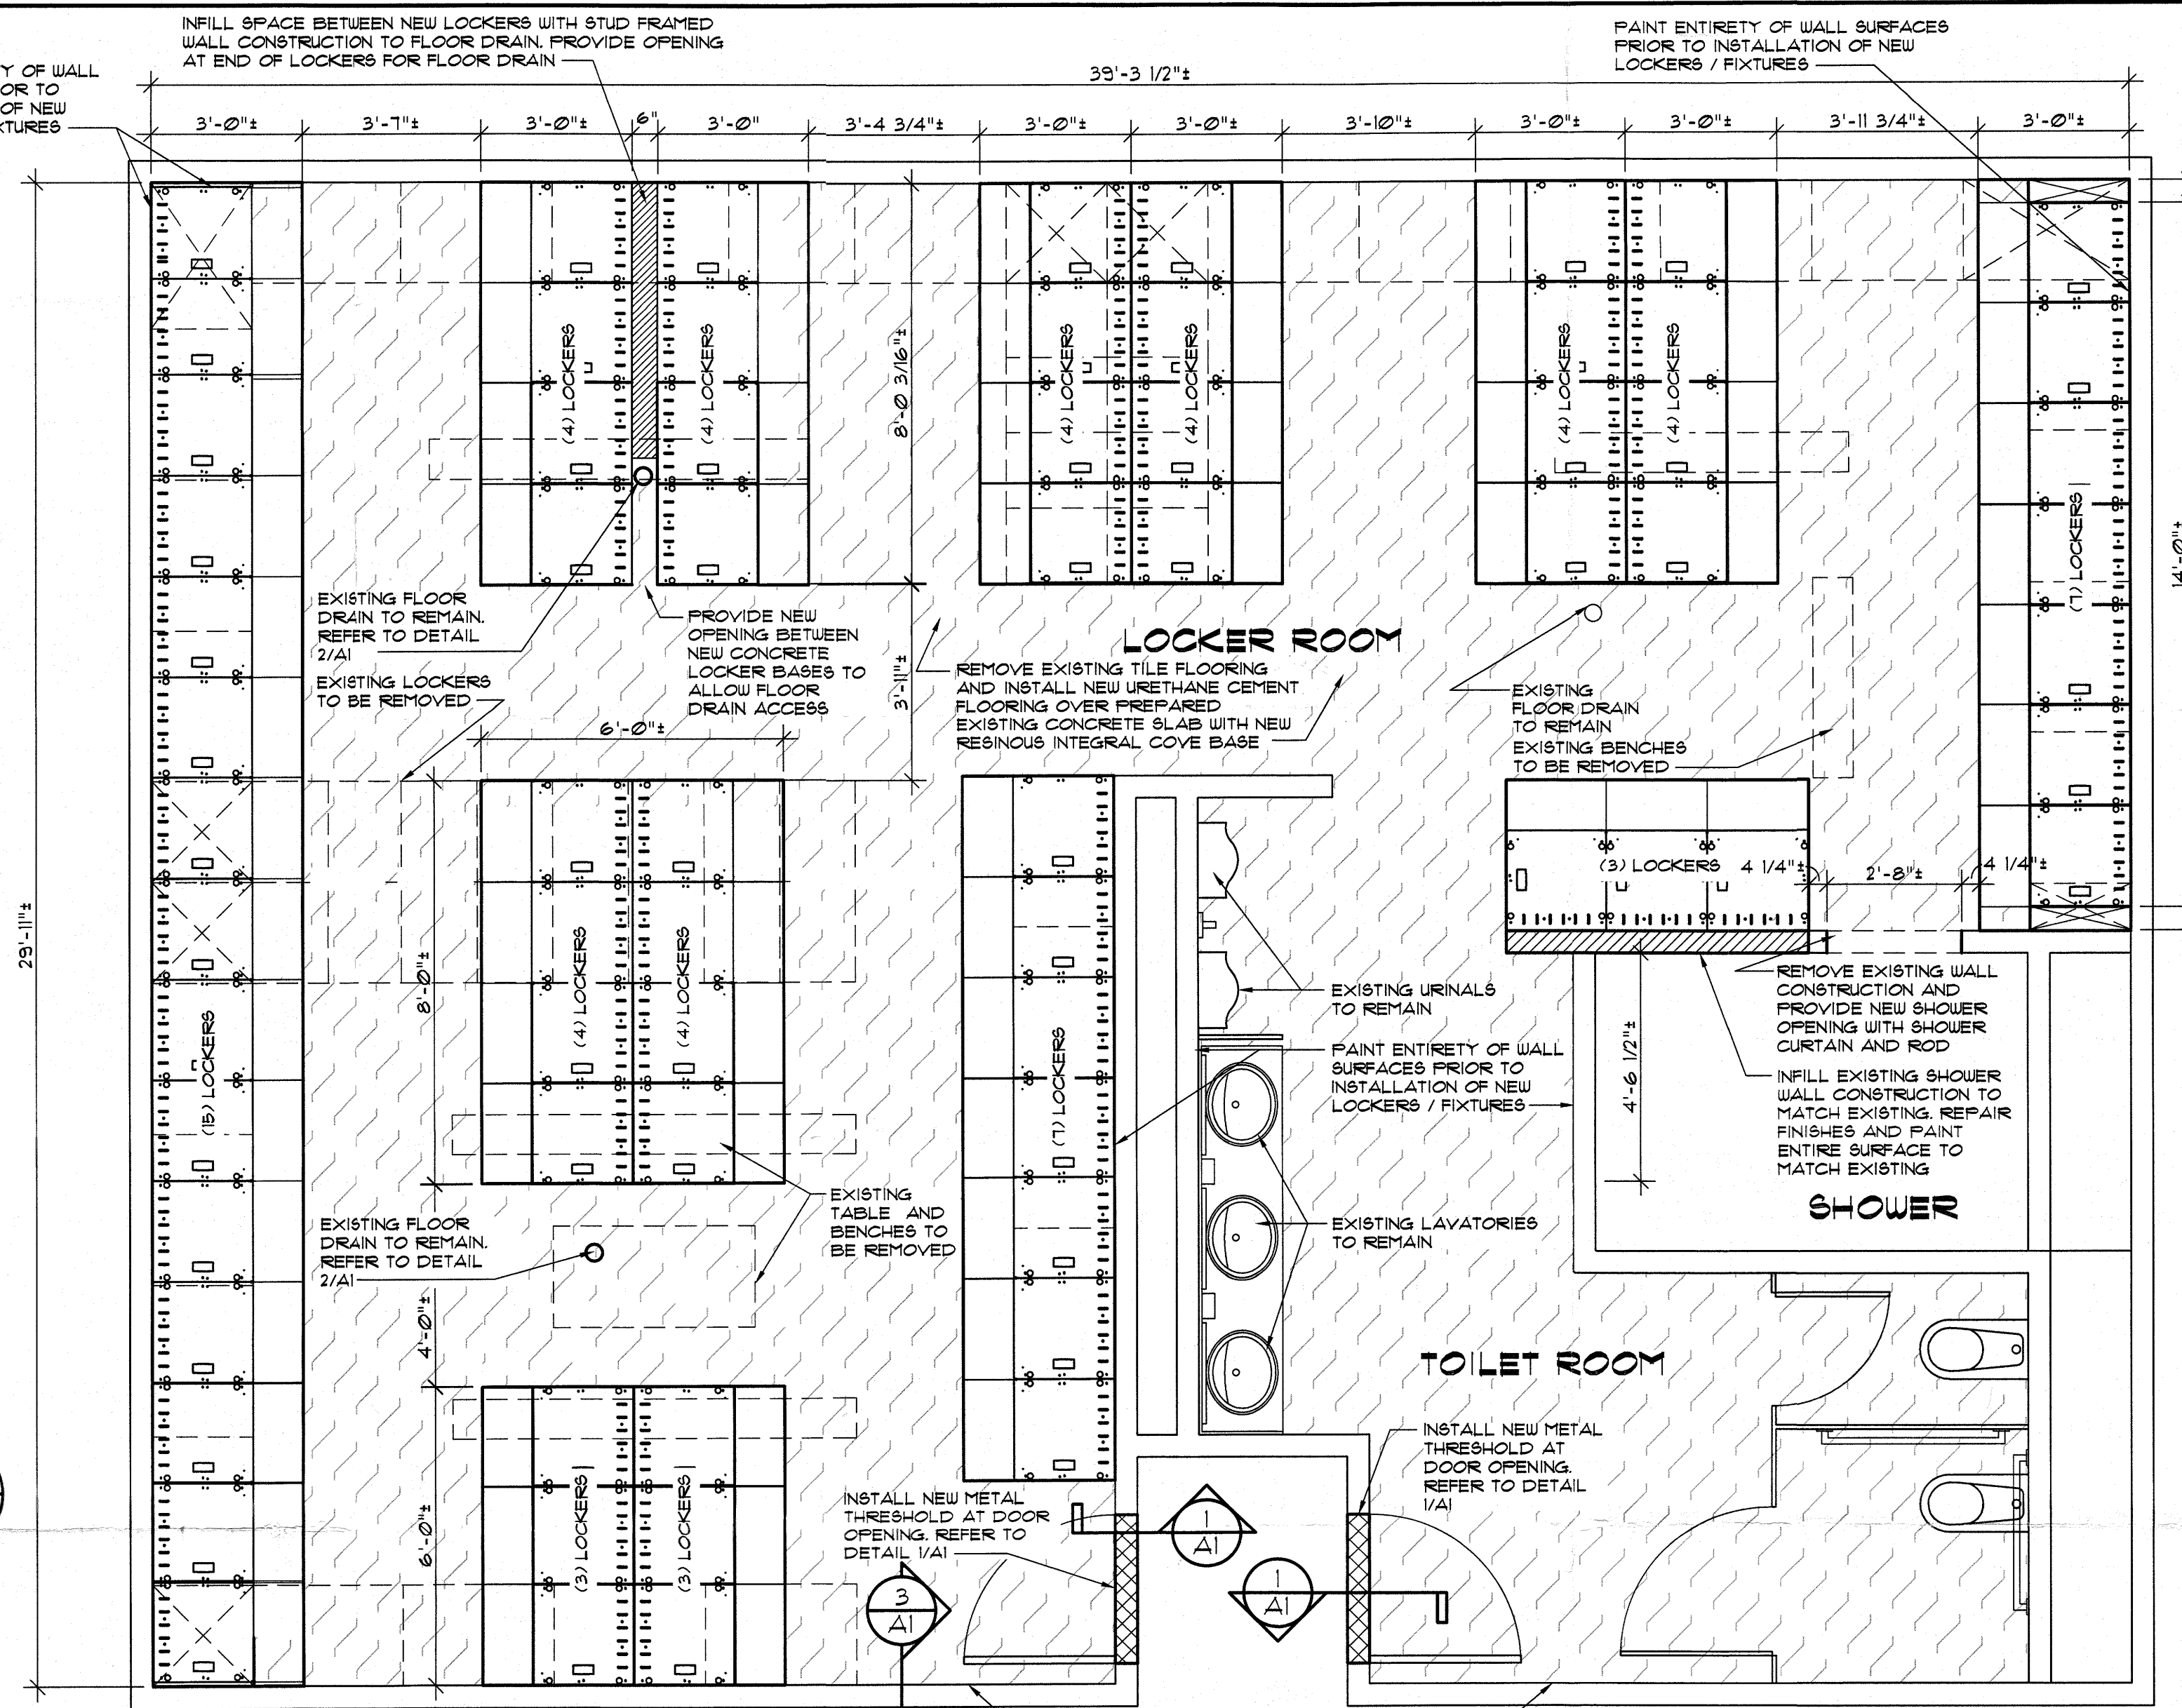 INFILL SPACE BETWEEN NEW LOCKERS WITH STUD FRAMED
WALL CONSTRUCTION TO FLOOR DRAIN. PROVIDE OPENING
AT END OF LOCKERS FOR FLOOR DRAIN
PAINT ENTIRETY OF WALL SURFACES
PRIOR TO INSTALLATION OF NEW
LOCKERS / FIXTURES
Y OF WALL
OR TO
OF NEW
XTURES
39'-3 1/2"±
3'-0"±
3'-7"±
3'-0"±
6"
3'-0"
3'-4 3/4"±
3'-0"±
3'-0"±
3'-10"±
3'-0"±
3'-0"±
3'-11 3/4"±
3'-0"±
(4) LOCKERS
(4) LOCKERS
8'-0 3/16"±
(4) LOCKERS
(4) LOCKERS
(4) LOCKERS
(4) LOCKERS
(7) LOCKERS
14'-0"±
EXISTING FLOOR
DRAIN TO REMAIN.
REFER TO DETAIL
2/A1
EXISTING LOCKERS
TO BE REMOVED
PROVIDE NEW
OPENING BETWEEN
NEW CONCRETE
LOCKER BASES TO
ALLOW FLOOR
DRAIN ACCESS
3'-11"±
LOCKER ROOM
REMOVE EXISTING TILE FLOORING
AND INSTALL NEW URETHANE CEMENT
FLOORING OVER PREPARED
EXISTING CONCRETE SLAB WITH NEW
RESINOUS INTEGRAL COVE BASE
EXISTING
FLOOR DRAIN
TO REMAIN
EXISTING BENCHES
TO BE REMOVED
6'-0"±
29'-11"±
8'-0"±
(4) LOCKERS
(4) LOCKERS
(15) LOCKERS
(7) LOCKERS
(3) LOCKERS
4 1/4"±
2'-8"±
4 1/4"±
EXISTING URINALS
TO REMAIN
PAINT ENTIRETY OF WALL
SURFACES PRIOR TO
INSTALLATION OF NEW
LOCKERS / FIXTURES
4'-6 1/2"±
REMOVE EXISTING WALL
CONSTRUCTION AND
PROVIDE NEW SHOWER
OPENING WITH SHOWER
CURTAIN AND ROD
INFILL EXISTING SHOWER
WALL CONSTRUCTION TO
MATCH EXISTING. REPAIR
FINISHES AND PAINT
ENTIRE SURFACE TO
MATCH EXISTING
SHOWER
EXISTING
TABLE AND
BENCHES TO
BE REMOVED
EXISTING FLOOR
DRAIN TO REMAIN.
REFER TO DETAIL
2/A1
EXISTING LAVATORIES
TO REMAIN
4'-0"±
TOILET ROOM
6'-0"±
(3) LOCKERS
(3) LOCKERS
INSTALL NEW METAL
THRESHOLD AT DOOR
OPENING. REFER TO
DETAIL 1/A1
INSTALL NEW METAL
THRESHOLD AT
DOOR OPENING.
REFER TO DETAIL
1/A1
1
A1
1
A1
3
A1